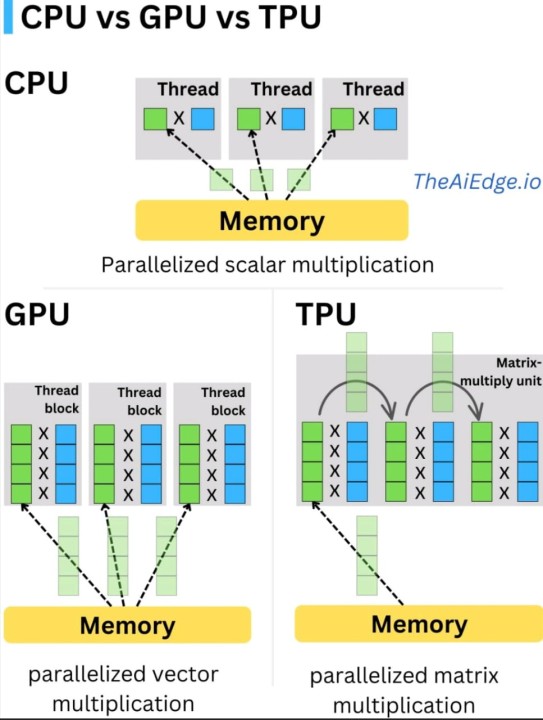 CPU vs GPU vs TPU
CPU
Thread
Thread
Thread
X
X
X
TheAiEdge.io
Memory
Parallelized scalar multiplication
GPU
Thread
block
Thread
block
Thread
block
X
X
X
X
X
X
X
X
X
X
X
X
Memory
parallelized vector
multiplication
TPU
Matrix-
multiply unit
X
X
X
X
X
X
X
X
X
X
X
X
Memory
parallelized matrix
multiplication